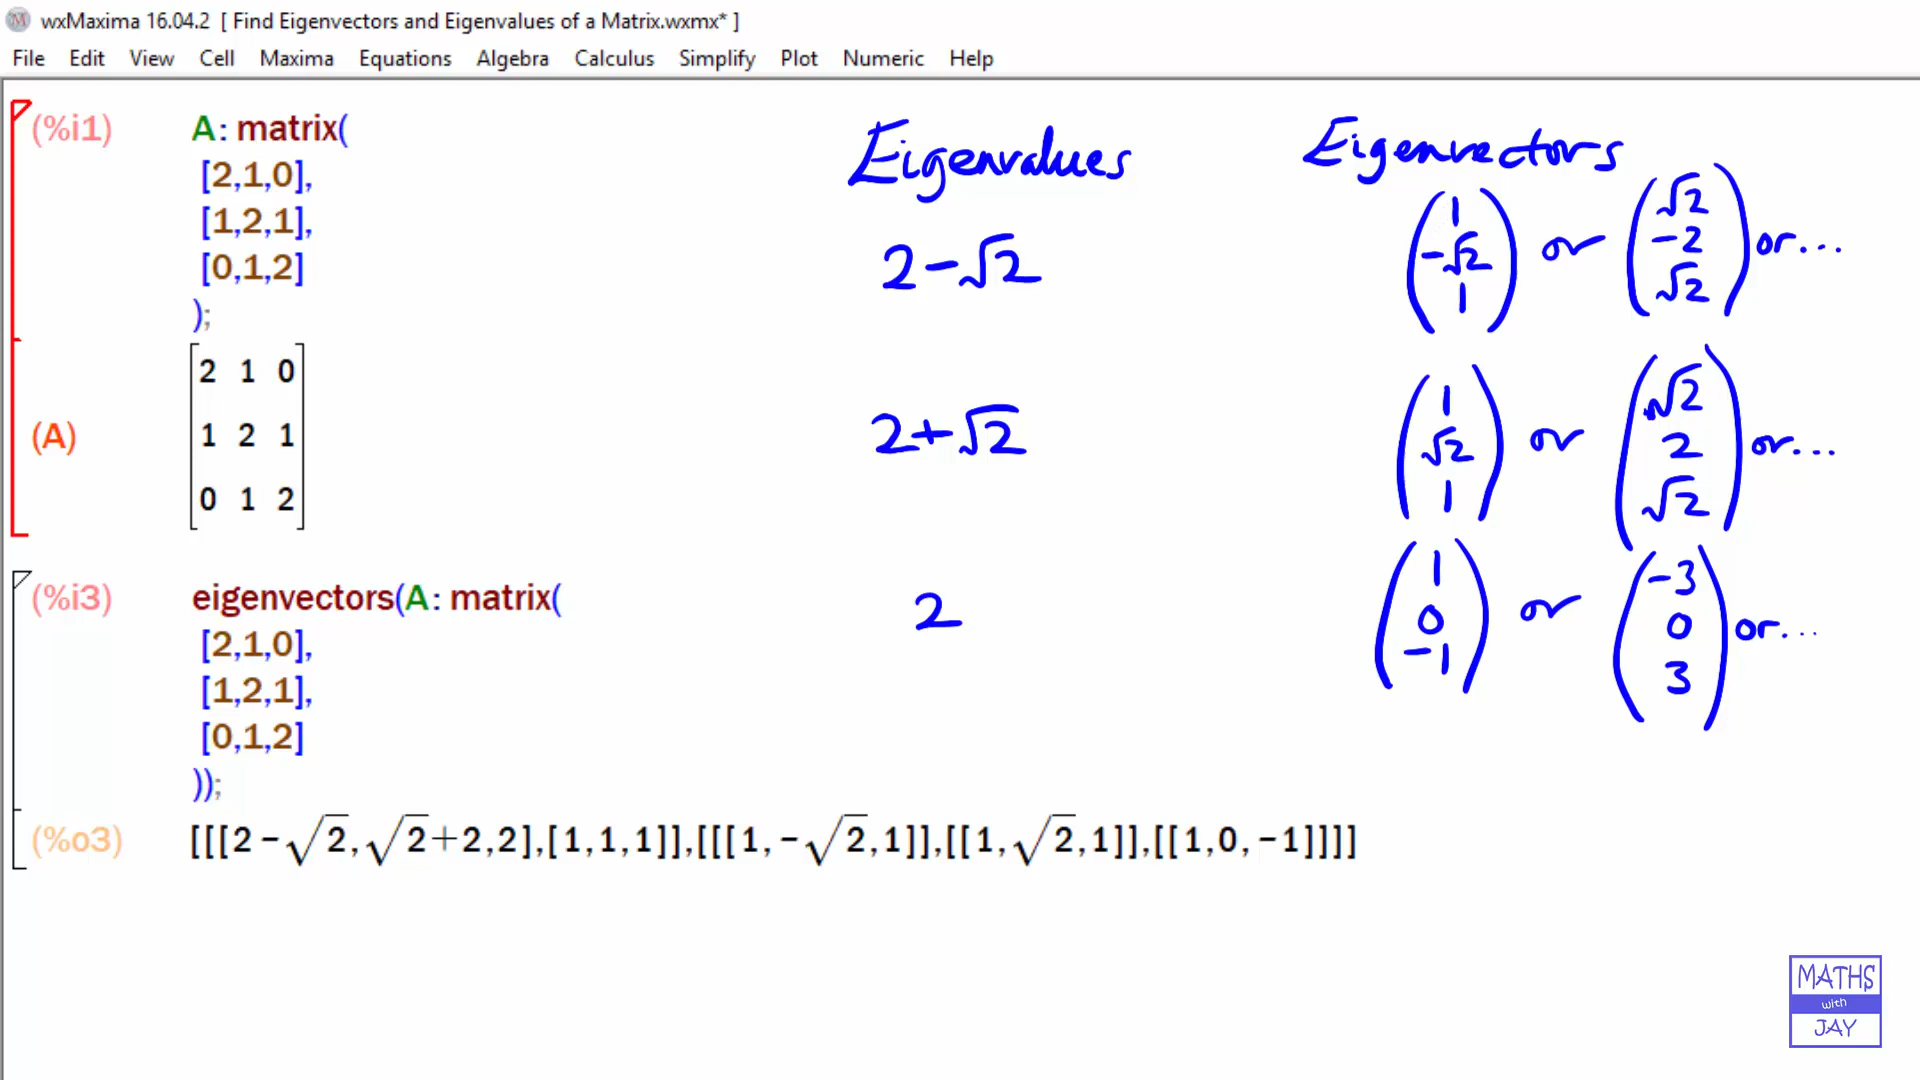 wxMaxima 16.04.2 [ Find Eigenvectors and Eigenvalues of a Matrix.wxmx* ]
File Edit View Cell Maxima Equations Algebra Calculus Simplify Plot Numeric Help
(%i1) A: matrix(
[2,1,0],
[1,2,1],
[0,1,2]
);
(A)
2 1 0
1 2 1
0 1 2
(%i3) eigenvectors(A: matrix(
[2,1,0],
[1,2,1],
[0,1,2]
));
(%o3) [[[2-√2,√2+2,2],[1,1,1]],[[[1,-√2,1]],[[1,√2,1]],[[1,0,-1]]]]
Eigenvalues
2-√2
2+√2
2
Eigenvectors
(1 -√2 1) or (√2 -2 √2) or...
(1 √2 1) or (√2 2 √2) or...
(1 0 -1) or (-3 0 3) or...
MATHS
with
JAY